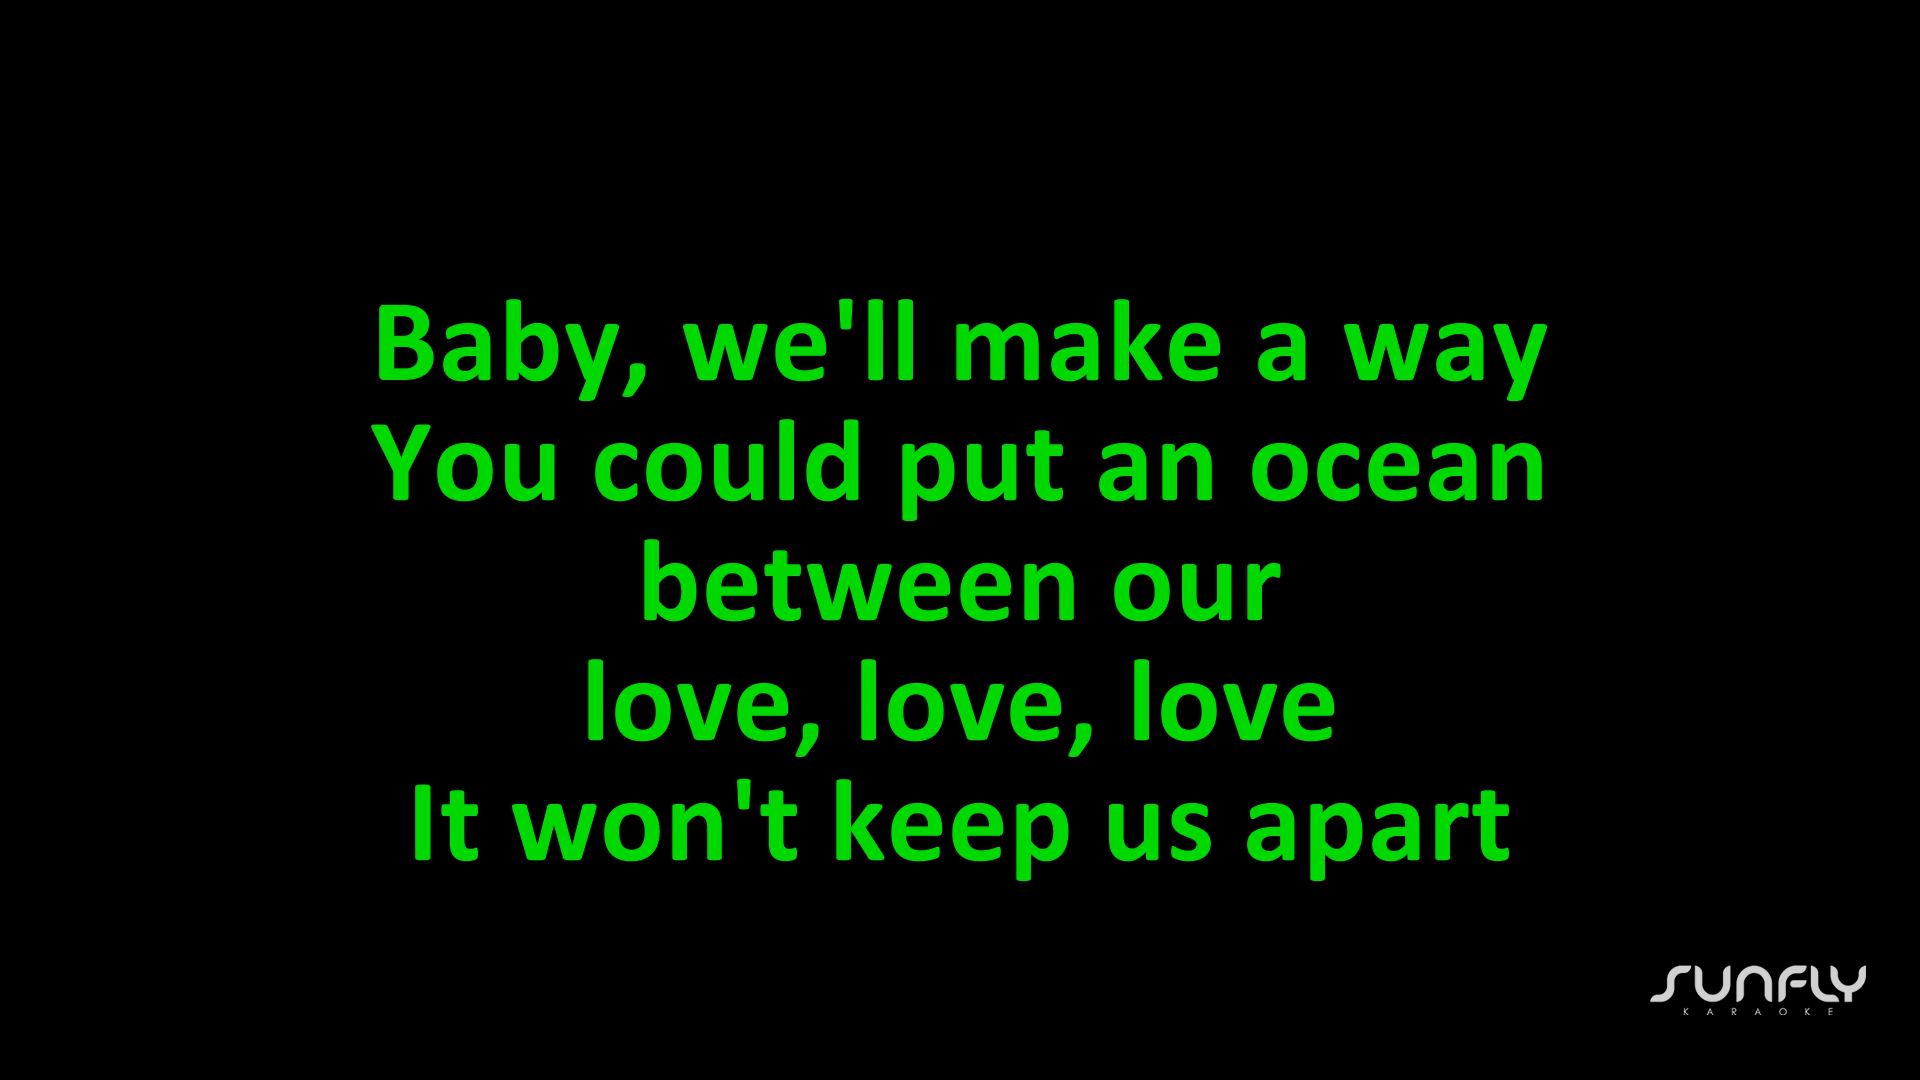 Baby, we'll make a way
You could put an ocean
between our
love, love, love
It won't keep us apart
SUNFLY
KARAOKE